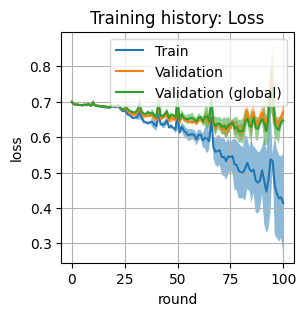 Training history: Loss
Train
Validation
Validation (global)
loss
0.8
0.7
0.6
0.5
0.4
0.3
0
25
50
75
100
round